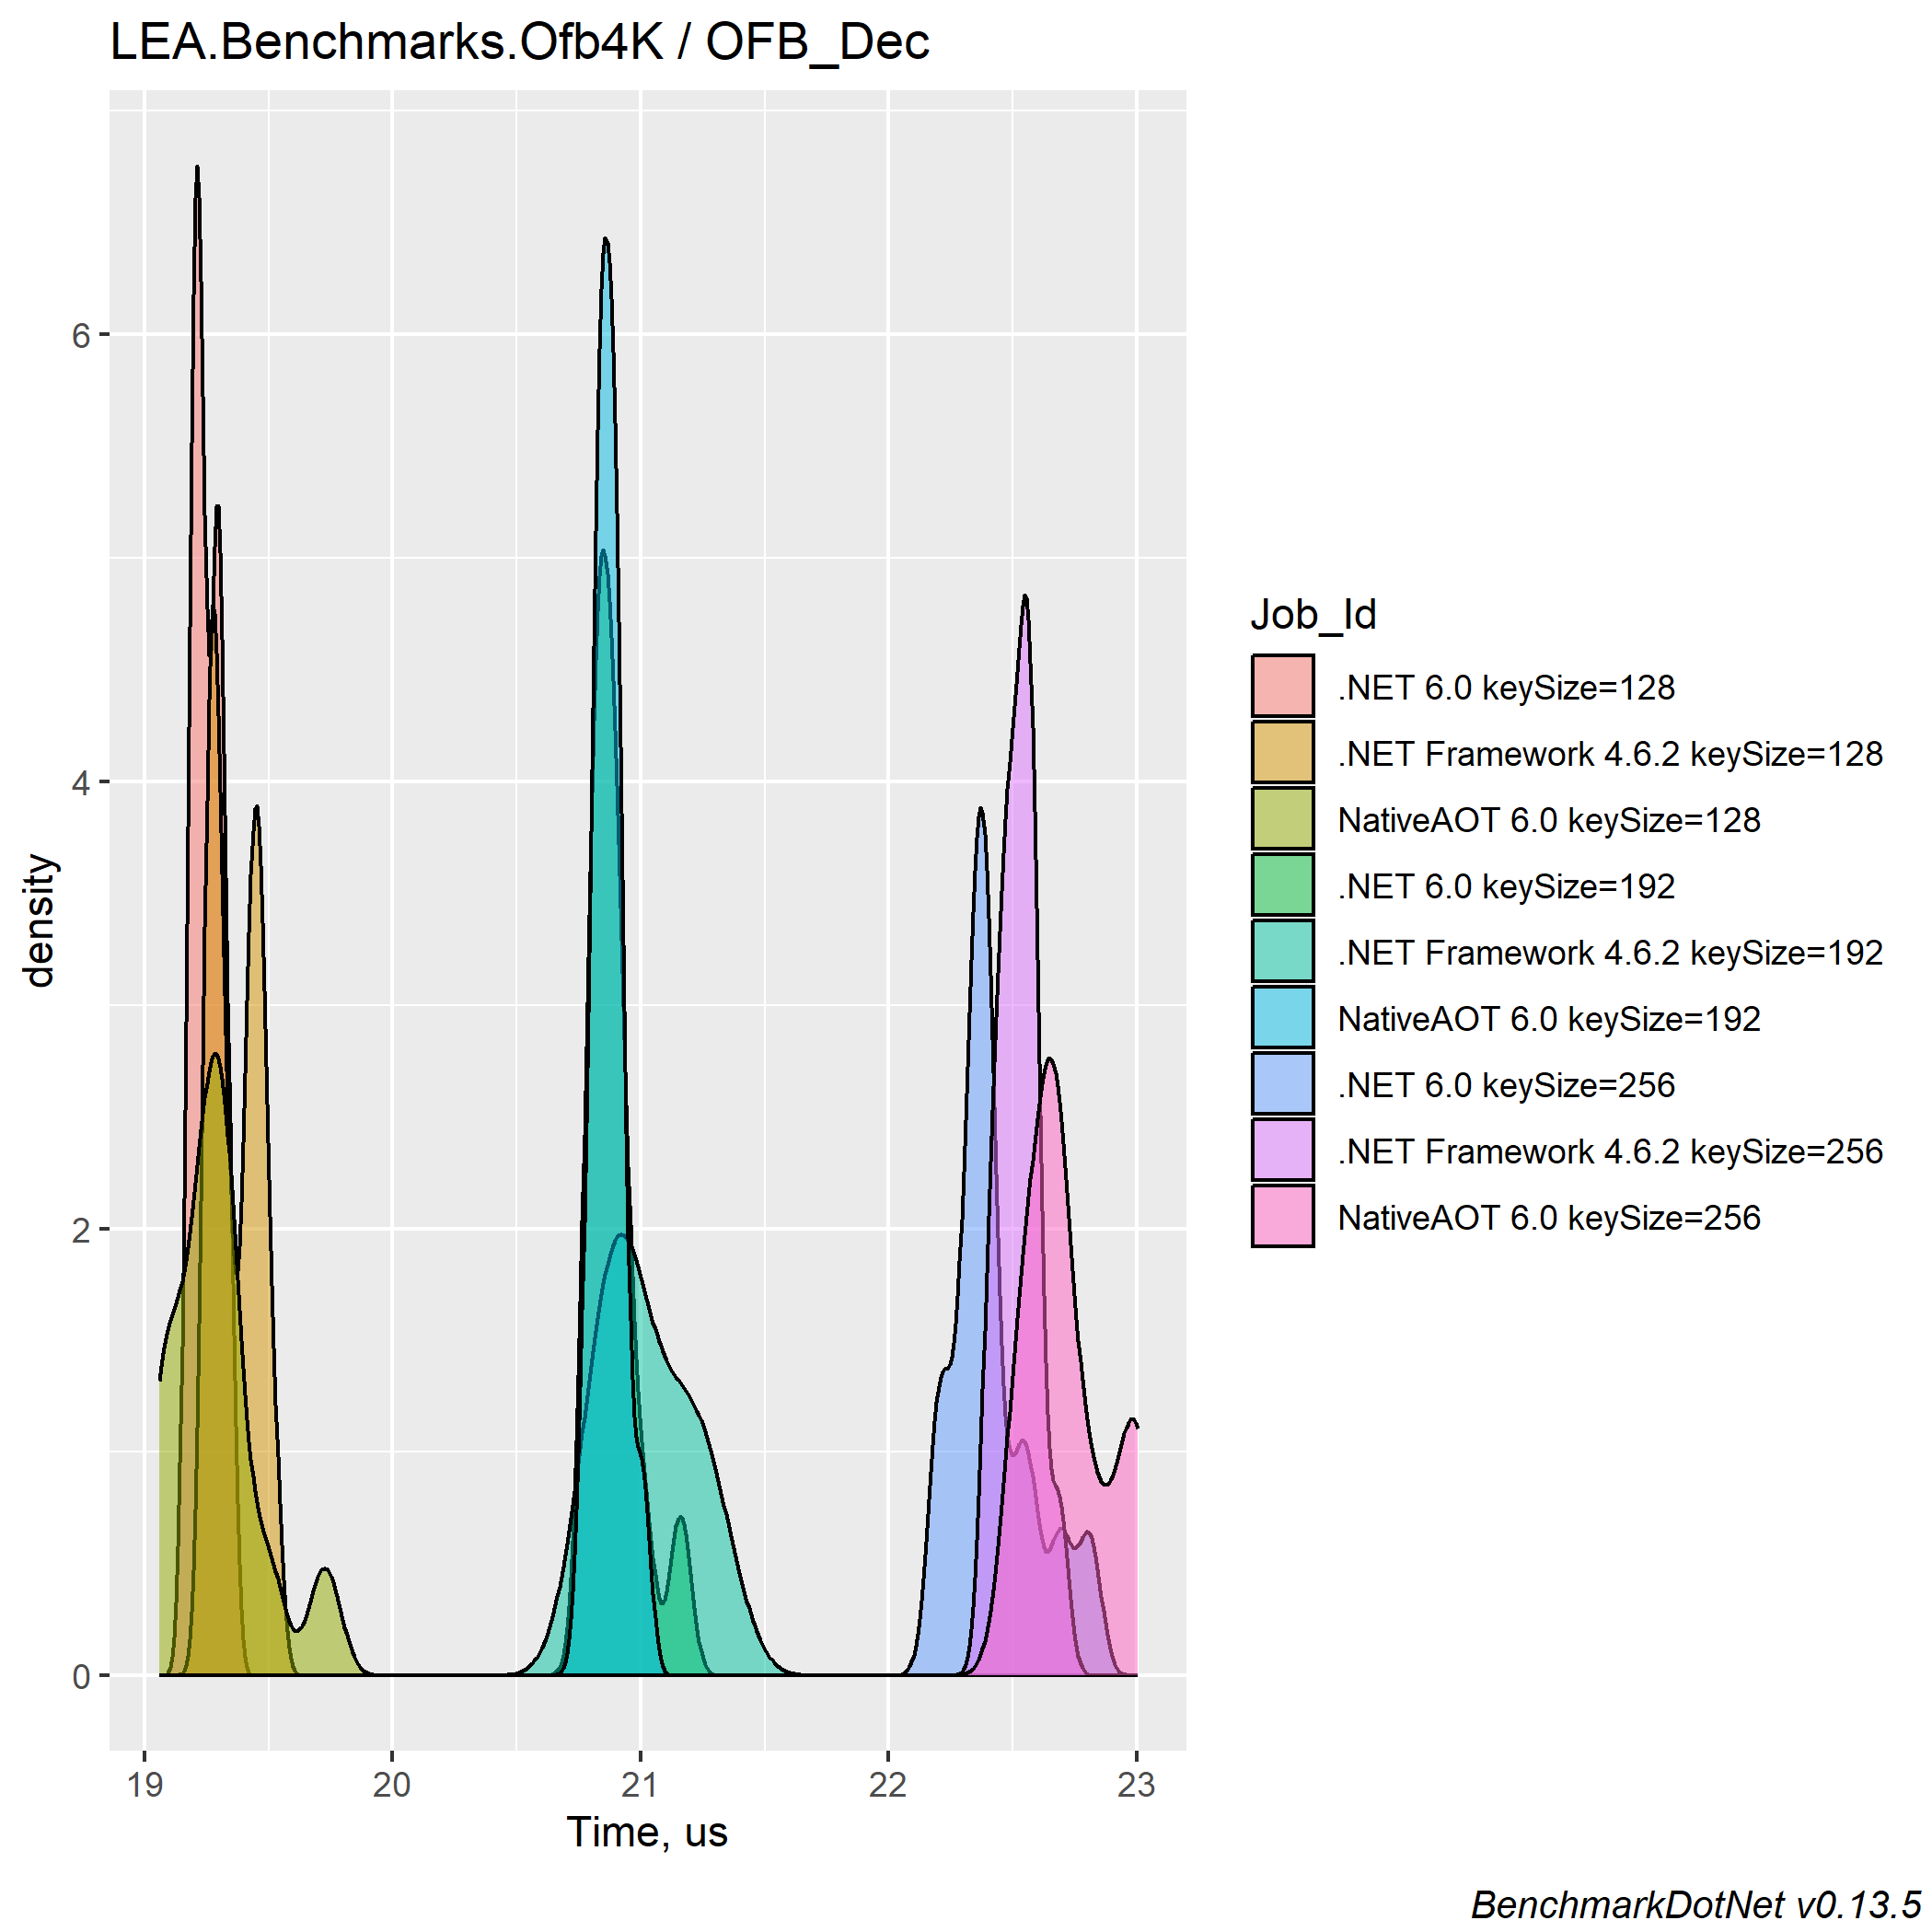 LEA.Benchmarks.Ofb4K / OFB_Dec
density
6
4
2
0
19 20 21 22 23
Time, us
Job_Id
.NET 6.0 keySize=128
.NET Framework 4.6.2 keySize=128
NativeAOT 6.0 keySize=128
.NET 6.0 keySize=192
.NET Framework 4.6.2 keySize=192
NativeAOT 6.0 keySize=192
.NET 6.0 keySize=256
.NET Framework 4.6.2 keySize=256
NativeAOT 6.0 keySize=256
BenchmarkDotNet v0.13.5